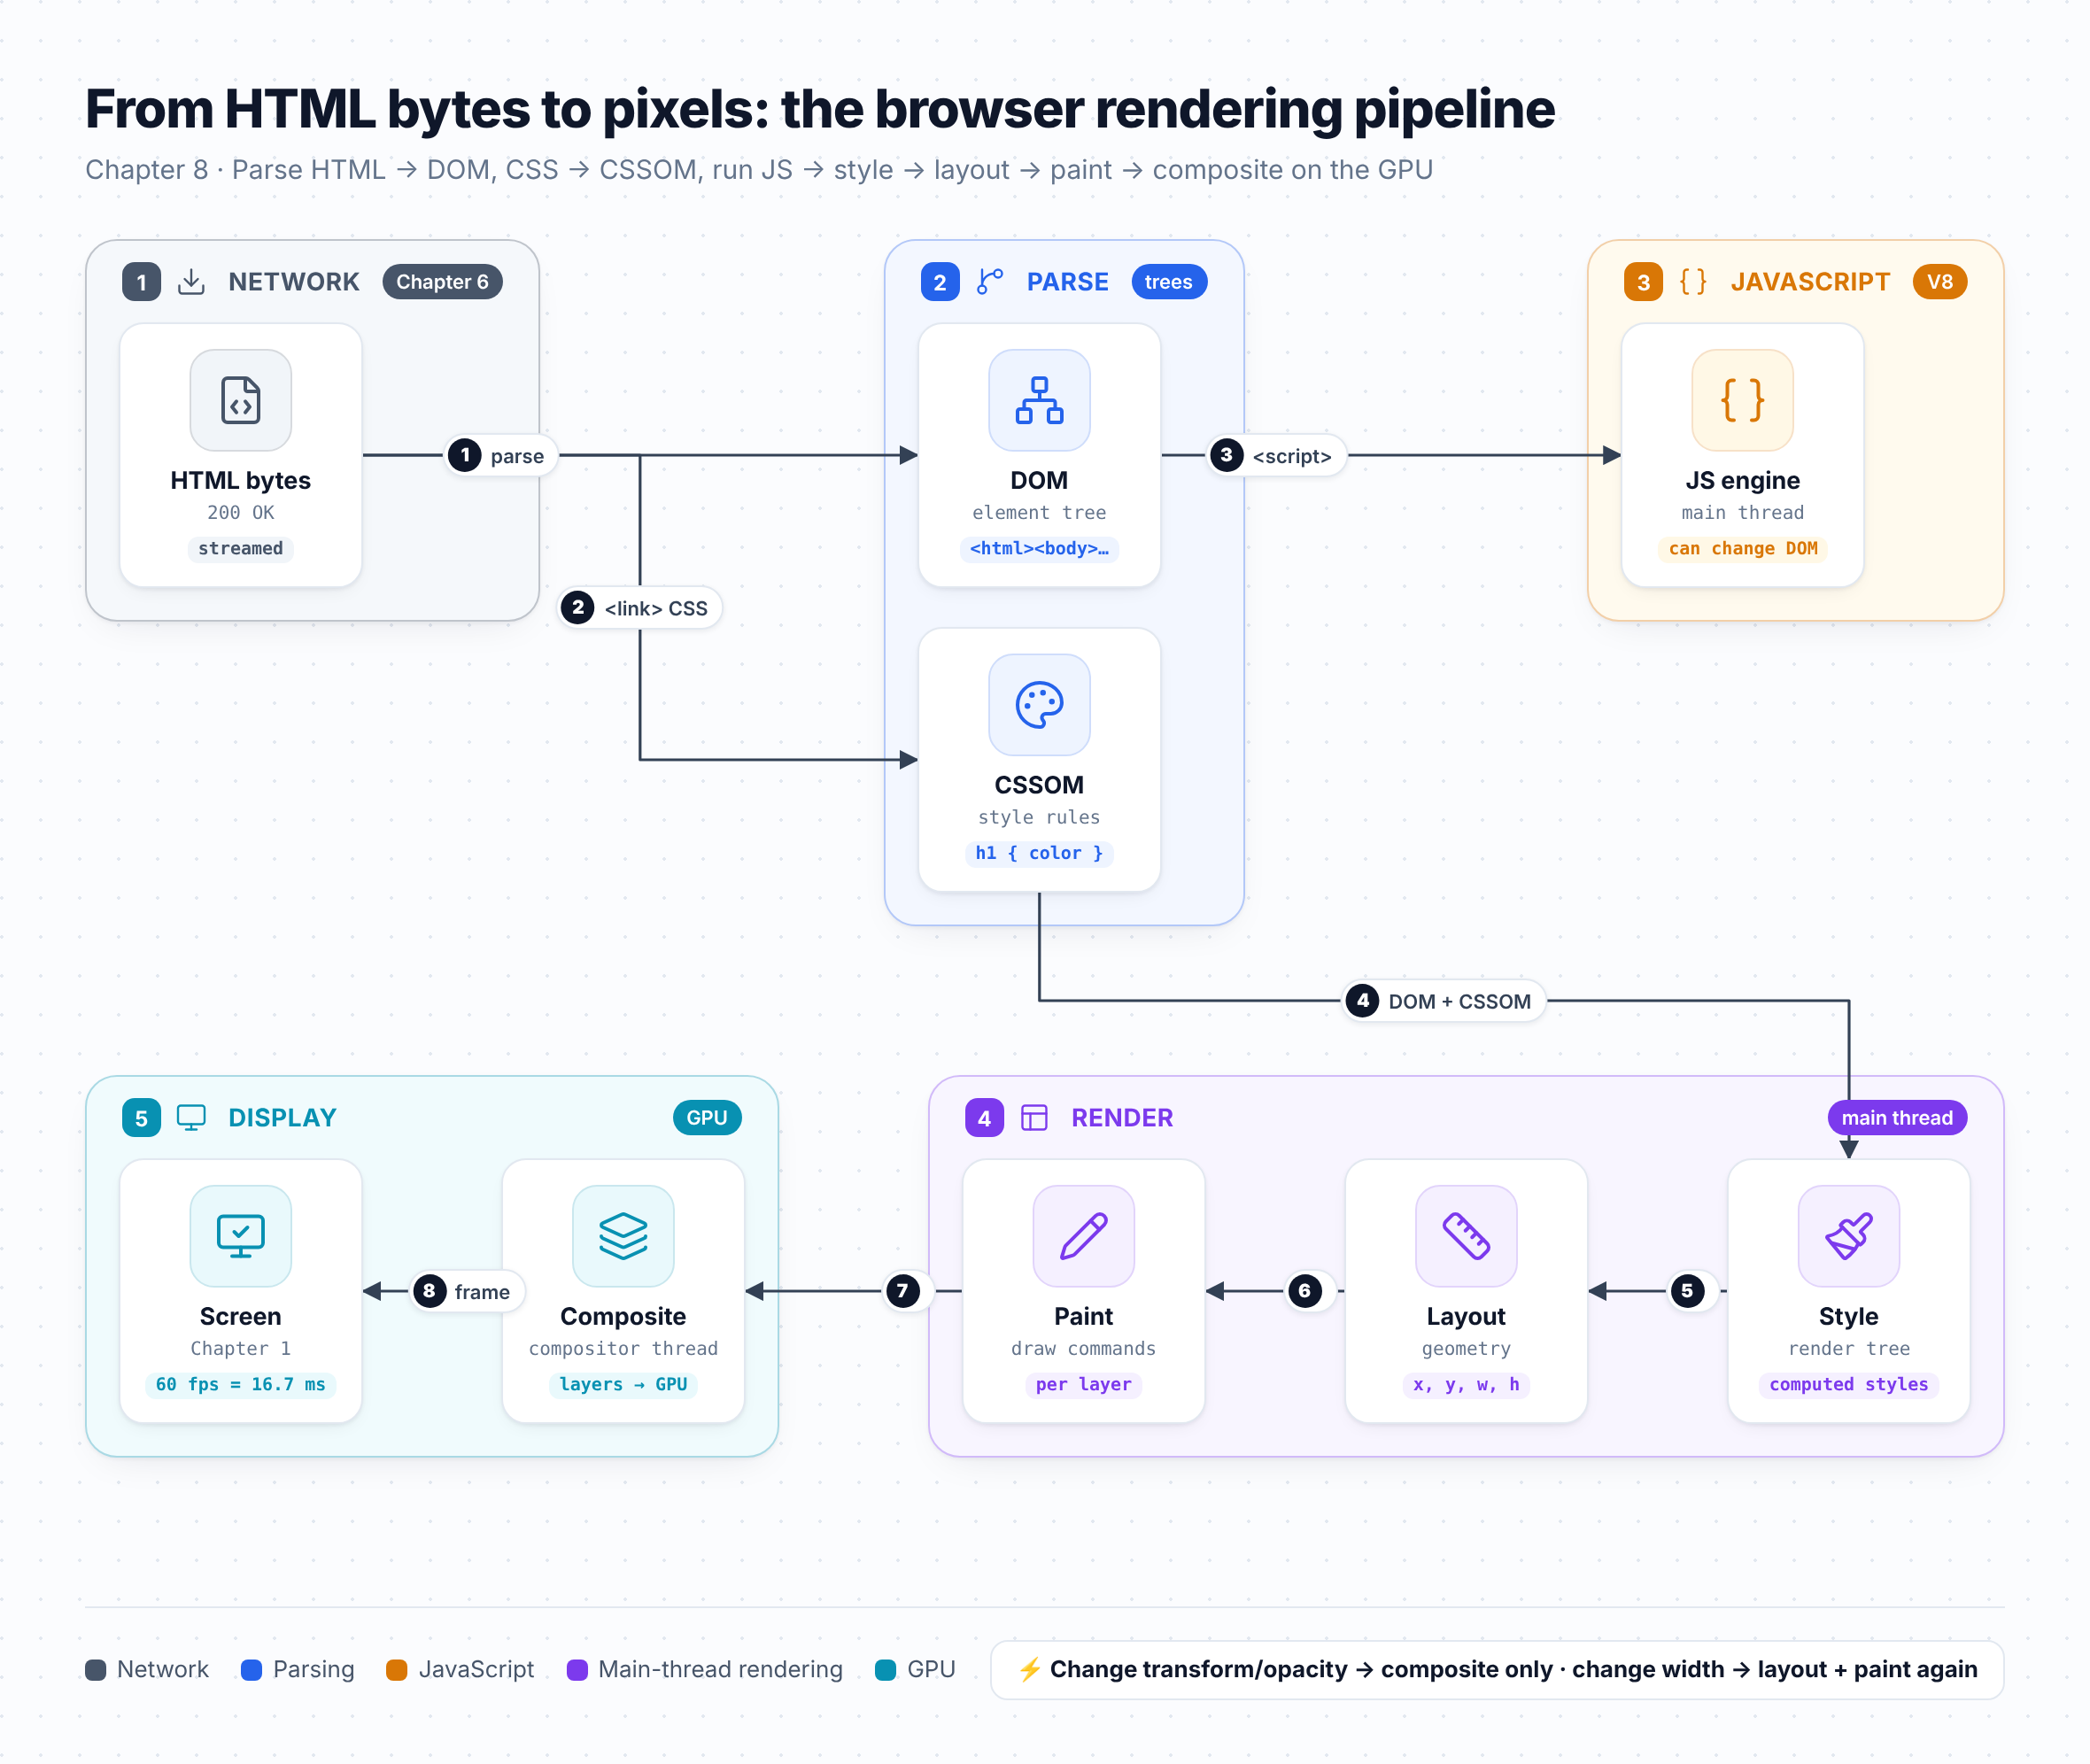 From HTML bytes to pixels: the browser rendering pipeline
Chapter 8 · Parse HTML → DOM, CSS → CSSOM, run JS → style → layout → paint → composite on the GPU
1 NETWORK Chapter 6
HTML bytes
200 OK
streamed
1 parse
2 <link> CSS
2 PARSE trees
DOM
element tree
<html><body>…
CSSOM
style rules
h1 { color }
3 <script>
3 {} JAVASCRIPT V8
{ }
JS engine
main thread
can change DOM
4 DOM + CSSOM
5 DISPLAY GPU
Screen
Chapter 1
60 fps = 16.7 ms
8 frame
Composite
compositor thread
layers → GPU
7
4 RENDER main thread
Paint
draw commands
per layer
6
Layout
geometry
x, y, w, h
5
Style
render tree
computed styles
Network Parsing JavaScript Main-thread rendering GPU
⚡ Change transform/opacity → composite only · change width → layout + paint again